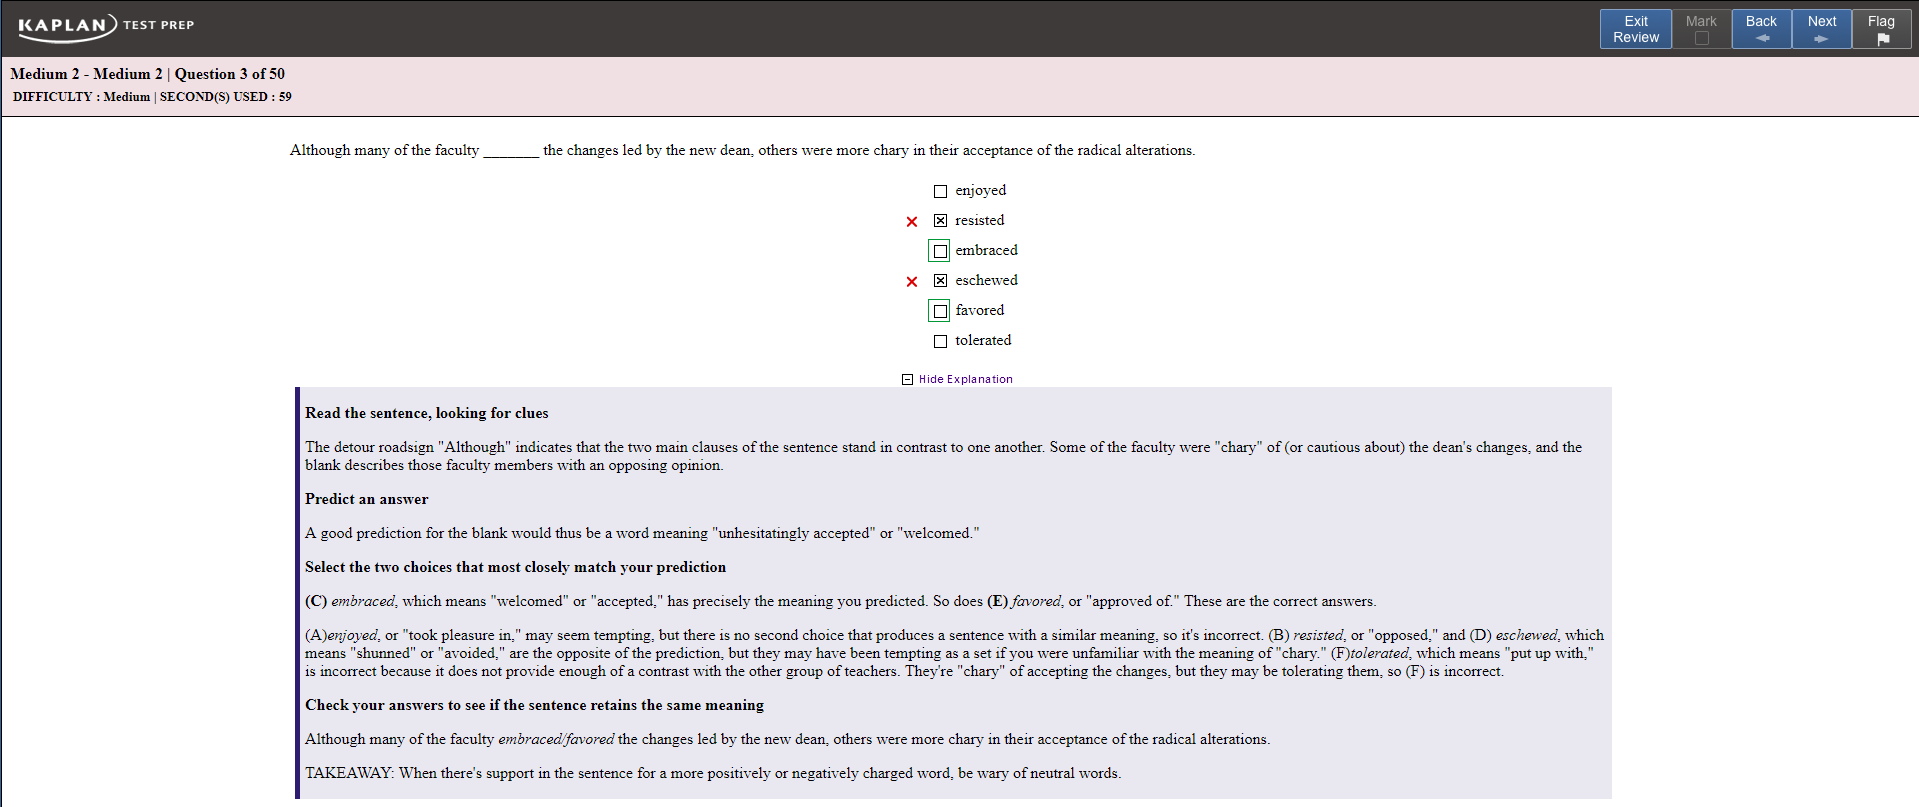 KAPLAN TEST PREP
Exit Review
Mark
Back
Next
Flag
Medium 2 - Medium 2 | Question 3 of 50
DIFFICULTY : Medium | SECOND(S) USED : 59
Although many of the faculty _______ the changes led by the new dean, others were more chary in their acceptance of the radical alterations.
enjoyed
resisted
embraced
eschewed
favored
tolerated
Hide Explanation
Read the sentence, looking for clues
The detour roadsign "Although" indicates that the two main clauses of the sentence stand in contrast to one another. Some of the faculty were "chary" of (or cautious about) the dean's changes, and the
blank describes those faculty members with an opposing opinion.
Predict an answer
A good prediction for the blank would thus be a word meaning "unhesitatingly accepted" or "welcomed."
Select the two choices that most closely match your prediction
(C) embraced, which means "welcomed" or "accepted," has precisely the meaning you predicted. So does (E) favored, or "approved of." These are the correct answers.
(A)enjoyed, or "took pleasure in," may seem tempting, but there is no second choice that produces a sentence with a similar meaning, so it's incorrect. (B) resisted, or "opposed," and (D) eschewed, which
means "shunned" or "avoided," are the opposite of the prediction, but they may have been tempting as a set if you were unfamiliar with the meaning of "chary." (F)tolerated, which means "put up with,"
is incorrect because it does not provide enough of a contrast with the other group of teachers. They're "chary" of accepting the changes, but they may be tolerating them, so (F) is incorrect.
Check your answers to see if the sentence retains the same meaning
Although many of the faculty embraced/favored the changes led by the new dean, others were more chary in their acceptance of the radical alterations.
TAKEAWAY: When there's support in the sentence for a more positively or negatively charged word, be wary of neutral words.